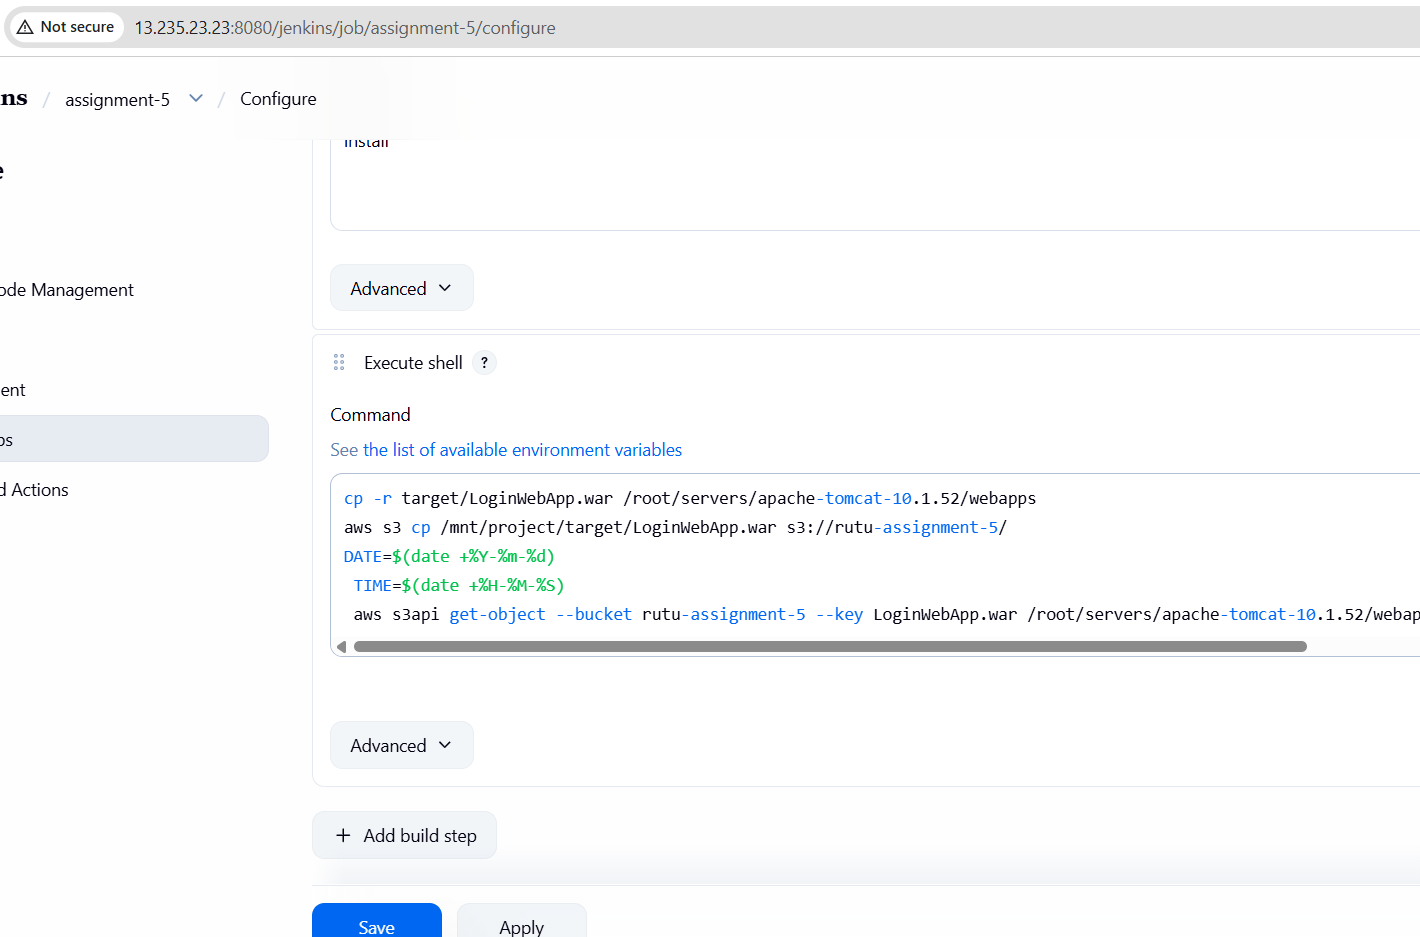 Not secure 13.235.23.23:8080/jenkins/job/assignment-5/configure
ns / assignment-5 / Configure
install
e
ode Management
Advanced
Execute shell ?
ent
Command
os
See the list of available environment variables
d Actions
cp -r target/LoginWebApp.war /root/servers/apache-tomcat-10.1.52/webapps
aws s3 cp /mnt/project/target/LoginWebApp.war s3://rutu-assignment-5/
DATE=$(date +%Y-%m-%d)
TIME=$(date +%H-%M-%S)
aws s3api get-object --bucket rutu-assignment-5 --key LoginWebApp.war /root/servers/apache-tomcat-10.1.52/webap
Advanced
+ Add build step
Save
Apply